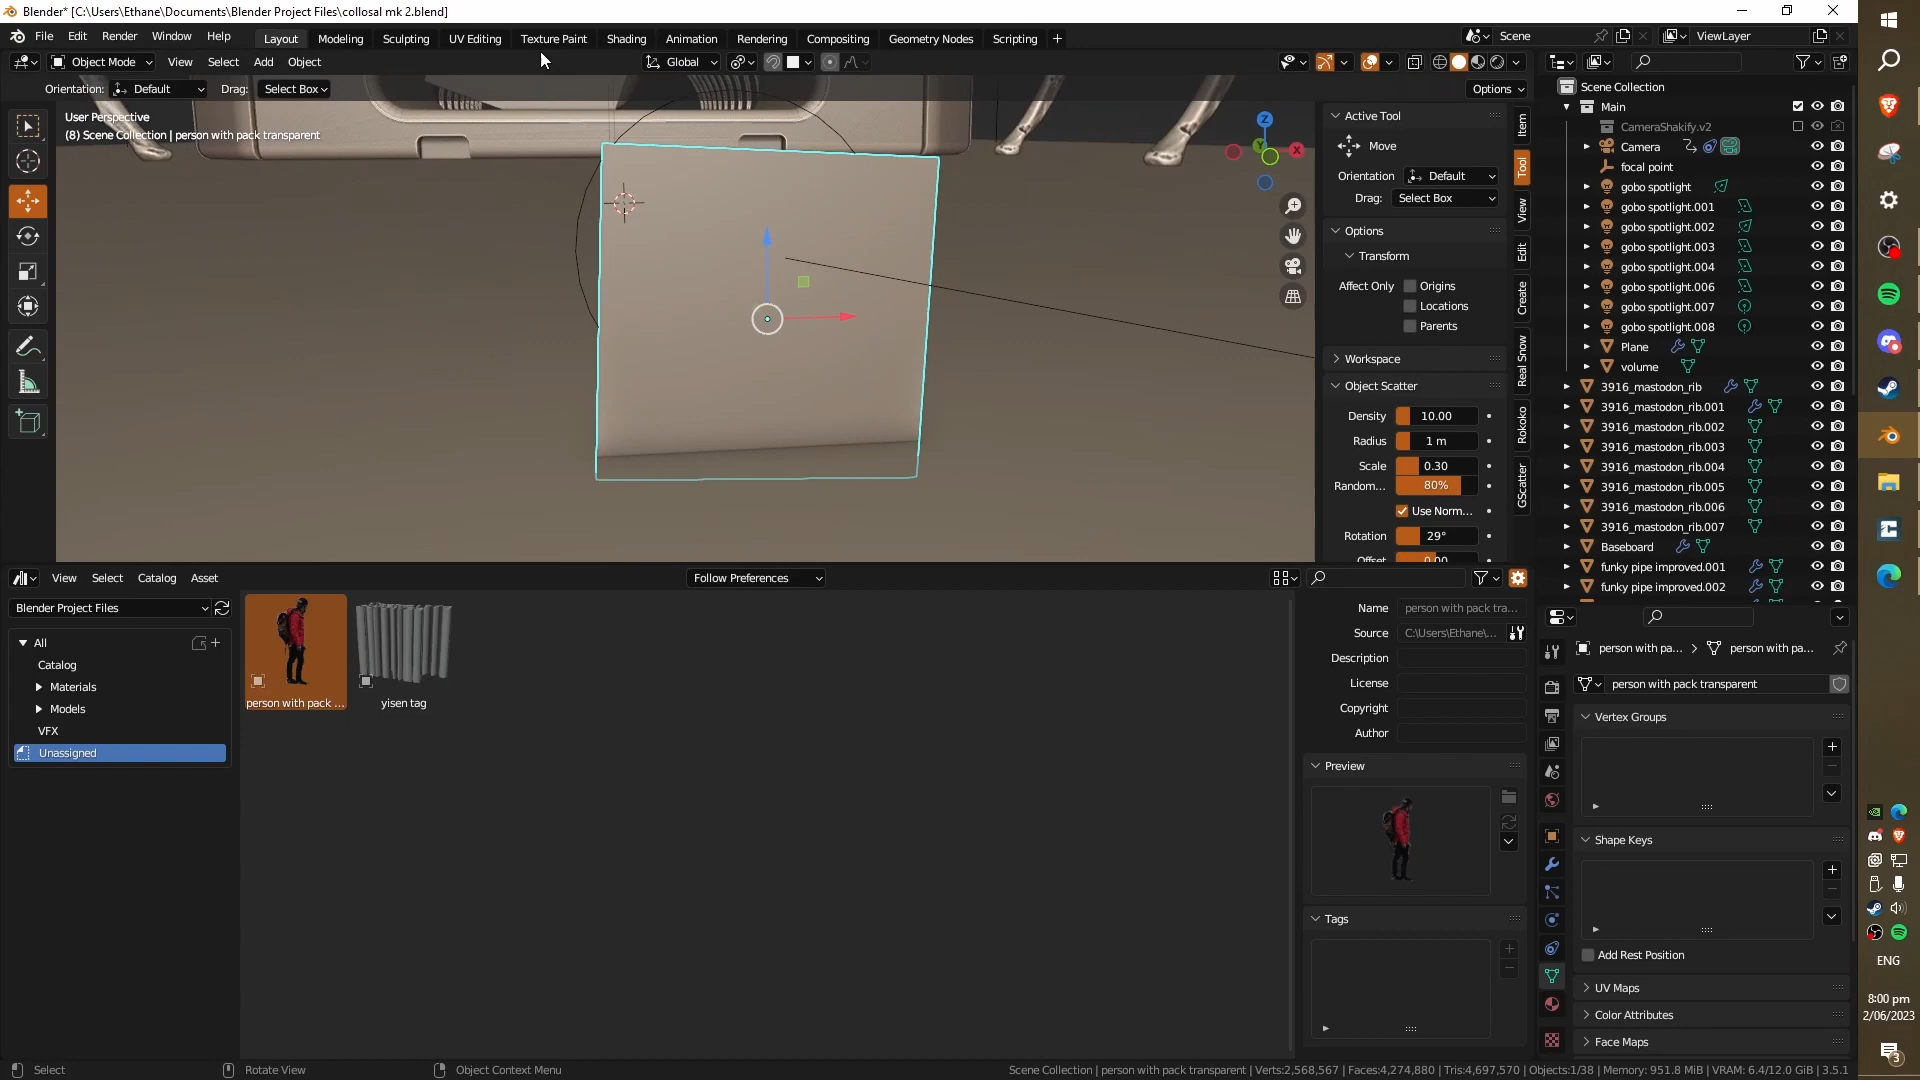 Blender* [C:\Users\Ethane\Documents\Blender Project Files\collosal mk 2.blend]
File Edit Render Window Help Layout Modeling Sculpting UV Editing Texture Paint Shading Animation Rendering Compositing Geometry Nodes Scripting + Scene ViewLayer
Object Mode View Select Add Object Global
Orientation: Default Drag: Select Box Options
User Perspective
(8) Scene Collection | person with pack transparent
Z
Y
X
Active Tool
Move
Orientation Default
Drag: Select Box
Options
Transform
Affect Only Origins
Locations
Parents
Workspace
Object Scatter
Density 10.00
Radius 1 m
Scale 0.30
Random... 80%
Use Norm...
Rotation 29°
Offset 0.00
Item
Tool
View
Edit
Create
Real Snow
Rokoko
GScatter
Scene Collection
Main
CameraShakify.v2
Camera
focal point
gobo spotlight
gobo spotlight.001
gobo spotlight.002
gobo spotlight.003
gobo spotlight.004
gobo spotlight.006
gobo spotlight.007
gobo spotlight.008
Plane
volume
3916_mastodon_rib
3916_mastodon_rib.001
3916_mastodon_rib.002
3916_mastodon_rib.003
3916_mastodon_rib.004
3916_mastodon_rib.005
3916_mastodon_rib.006
3916_mastodon_rib.007
Baseboard
funky pipe improved.001
funky pipe improved.002
View Select Catalog Asset Follow Preferences
Blender Project Files
All
Catalog
Materials
Models
VFX
Unassigned
person with pack ...
yisen tag
Name person with pack tra...
Source C:\Users\Ethane\...
Description
License
Copyright
Author
Preview
Tags
person with pa... > person with pa...
person with pack transparent
Vertex Groups
Shape Keys
Add Rest Position
UV Maps
Color Attributes
Face Maps
ENG
8:00 pm
2/06/2023
3
Select Rotate View Object Context Menu
Scene Collection | person with pack transparent | Verts:2,568,567 | Faces:4,274,880 | Tris:4,697,570 | Objects:1/38 | Memory: 951.8 MiB | VRAM: 6.4/12.0 GiB | 3.5.1